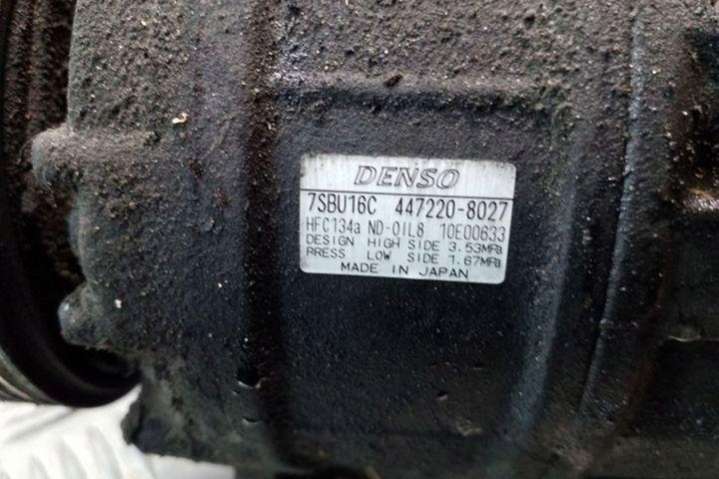 DENSO
7SBU16C 447220-8027
HFC134a ND-OIL8 10E00633
DESIGN HIGH SIDE 3.53MPa
PRESS LOW SIDE 1.67MPa
MADE IN JAPAN